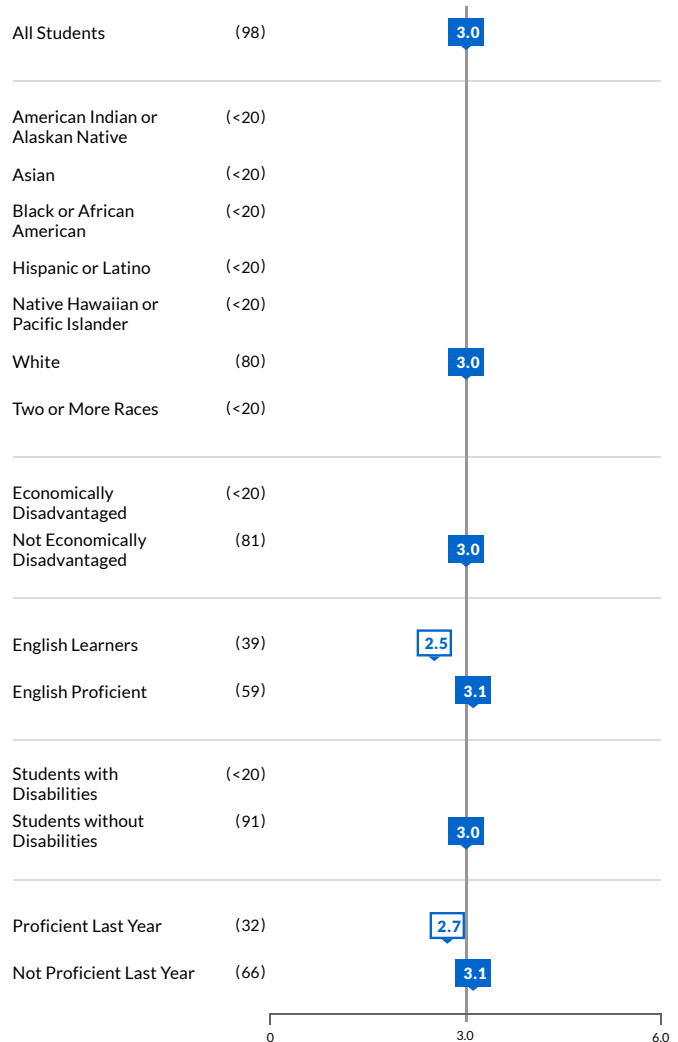 All Students (98) 3.0
American Indian or (<20)
Alaskan Native
Asian (<20)
Black or African (<20)
American
Hispanic or Latino (<20)
Native Hawaiian or (<20)
Pacific Islander
White (80) 3.0
Two or More Races (<20)
Economically (<20)
Disadvantaged
Not Economically (81) 3.0
Disadvantaged
English Learners (39) 2.5
English Proficient (59) 3.1
Students with (<20)
Disabilities
Students without (91) 3.0
Disabilities
Proficient Last Year (32) 2.7
Not Proficient Last Year (66) 3.1
0 3.0 6.0